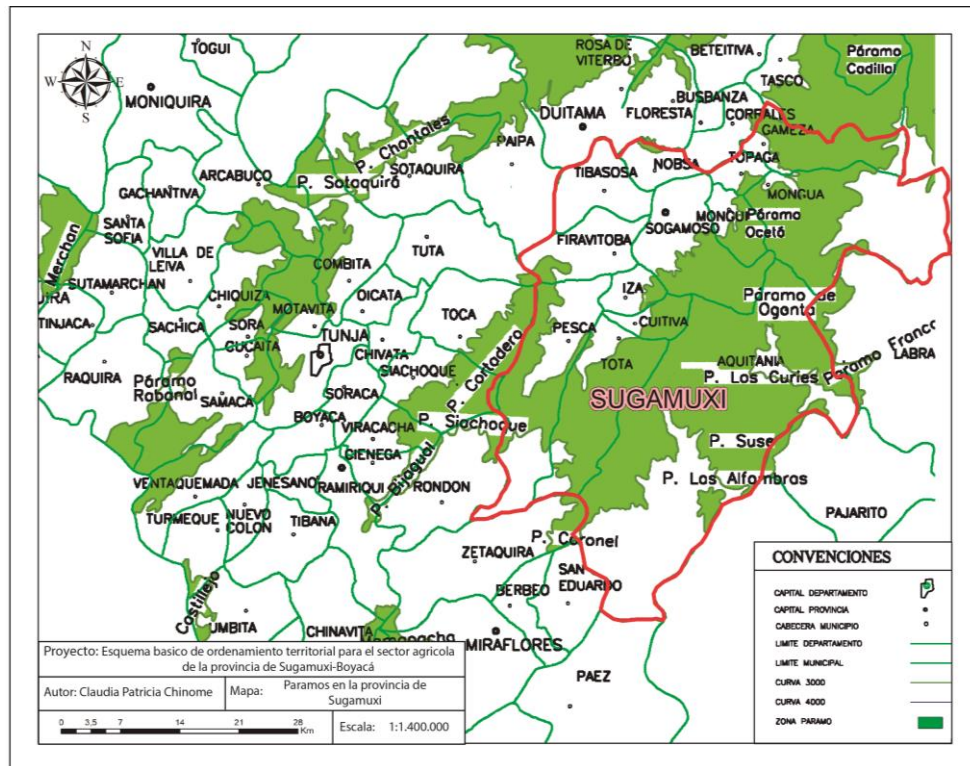 N
W E
S
TOGUI
MONIQUIRA
ROSA DE
VITERBO
BETEITIVA
TASCO
Páramo
Cadillal
BUSBANZA
DUITAMA
FLORESTA
CORRALES
GAMEZA
P. Chontales
PAIPA
ARCABUCO
P. Sotaquirá
SOTAQUIRA
TIBASOSA
NOBSA
TOPAGA
GACHANTIVA
MONGUA
SANTA
SOFIA
MONGUI
Páramo
Ocetá
SOGAMOSO
Merchan
VILLA DE
LEIVA
TUTA
FIRAVITOBA
COMBITA
SUTAMARCHAN
UIRA
CHIQUIZA
OICATA
IZA
Páramo de
Ogontá
TINJACA
SACHICA
SORA
MOTAVITA
TOCA
PESCA
CUITIVA
CUCAITA
TUNJA
CHIVATA
TOTA
Páramo Franco
LABRA
RAQUIRA
Páramo
Rabanal
SIACHOQUE
P. Cortadero
AQUITANIA
P. Los Curies
SAMACA
SORACA
SUGAMUXI
BOYACA
VIRACACHA
P. Siachoque
P. Suse
CIENEGA
P. Los Alfombras
VENTAQUEMADA
JENESANO
RAMIRIQUI
P. Bijagual
RONDON
TURMEQUE
NUEVO
COLON
TIBANA
PAJARITO
P. Coronel
ZETAQUIRA
SAN
EDUARDO
BERBEO
Castillejo
UMBITA
CHINAVITA
MIRAFLORES
PAEZ
CONVENCIONES
CAPITAL DEPARTAMENTO
CAPITAL PROVINCIA
CABECERA MUNICIPIO
LIMITE DEPARTAMENTO
LIMITE MUNICIPAL
CURVA 3000
CURVA 4000
ZONA PARAMO
Proyecto: Esquema basico de ordenamiento territorial para el sector agricola
de la provincia de Sugamuxi-Boyacá
Autor: Claudia Patricia Chinome
Mapa: Paramos en la provincia de
Sugamuxi
0 3,5 7 14 21 28
Km
Escala: 1:1.400.000